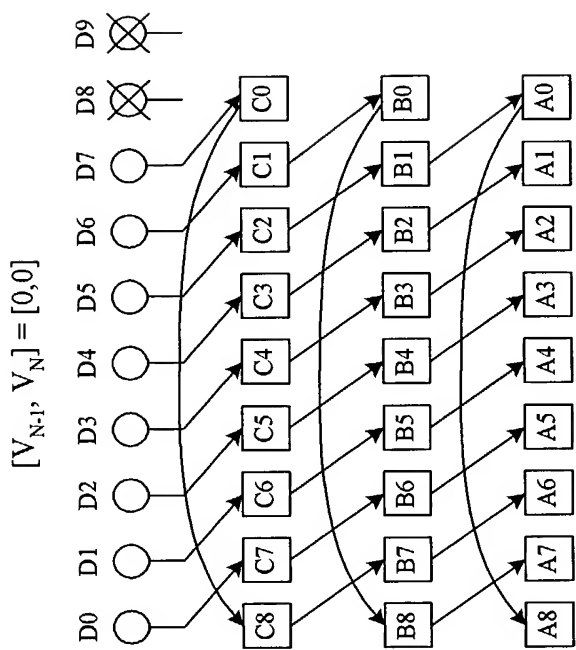 [V_{N-1}, V_N] = [0,0]
D0 D1 D2 D3 D4 D5 D6 D7 D8 D9
C8 C7 C6 C5 C4 C3 C2 C1 C0
B8 B7 B6 B5 B4 B3 B2 B1 B0
A8 A7 A6 A5 A4 A3 A2 A1 A0